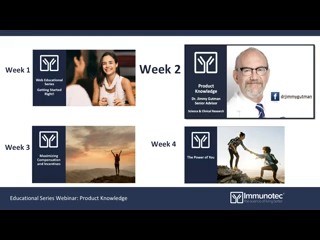 Week 1
Web Educational
Series
Getting Started
Right!
Week 2
Product
Knowledge
Dr. Jimmy Gutman
Senior Advisor
Science & Clinical Research
f
Week 3
Maximizing
Compensation
and Incentives
Week 4
The Power of You
Educational Series Webinar: Product Knowledge
Immunotec